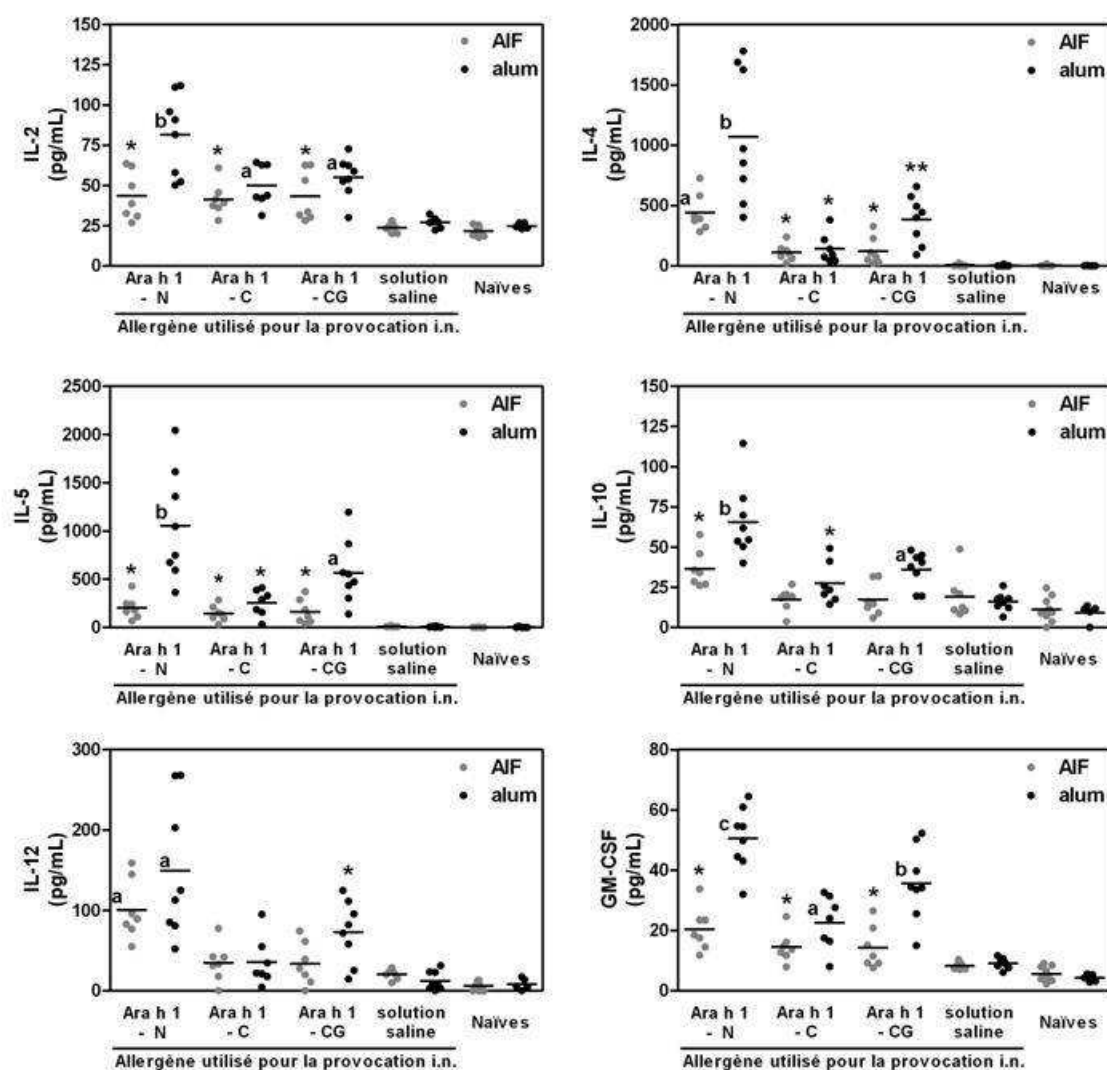 IL-2
(pg/mL)
150
125
100
75
50
25
0
AIF
alum
*
b
*
a
*
a
Ara h 1
- N
Ara h 1
- C
Ara h 1
- CG
solution
saline
Naïves
Allergène utilisé pour la provocation i.n.
IL-4
(pg/mL)
2000
1500
1000
500
0
AIF
alum
a
b
*
*
*
**
Ara h 1
- N
Ara h 1
- C
Ara h 1
- CG
solution
saline
Naïves
Allergène utilisé pour la provocation i.n.
IL-5
(pg/mL)
2500
2000
1500
1000
500
0
AIF
alum
*
b
*
*
*
a
Ara h 1
- N
Ara h 1
- C
Ara h 1
- CG
solution
saline
Naïves
Allergène utilisé pour la provocation i.n.
IL-10
(pg/mL)
150
100
75
50
25
0
AIF
alum
*
b
*
a
Ara h 1
- N
Ara h 1
- C
Ara h 1
- CG
solution
saline
Naïves
Allergène utilisé pour la provocation i.n.
IL-12
(pg/mL)
300
200
100
0
AIF
alum
a
a
*
Ara h 1
- N
Ara h 1
- C
Ara h 1
- CG
solution
saline
Naïves
Allergène utilisé pour la provocation i.n.
GM-CSF
(pg/mL)
80
60
40
20
0
AIF
alum
*
c
*
a
*
b
Ara h 1
- N
Ara h 1
- C
Ara h 1
- CG
solution
saline
Naïves
Allergène utilisé pour la provocation i.n.